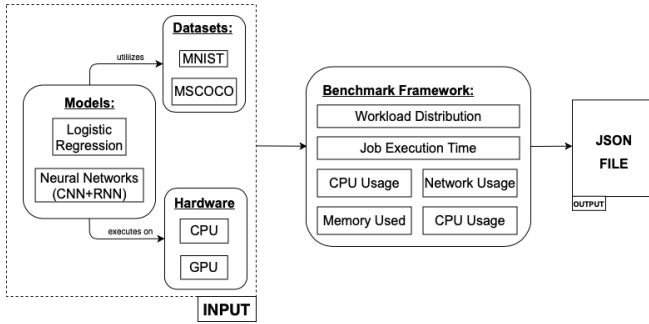 Datasets:
MNIST
MSCOCO
utiliizes
Models:
Logistic
Regression
Neural Networks
(CNN+RNN)
executes on
Hardware
CPU
GPU
INPUT
Benchmark Framework:
Workload Distribution
Job Execution Time
CPU Usage
Network Usage
Memory Used
CPU Usage
JSON
FILE
OUTPUT